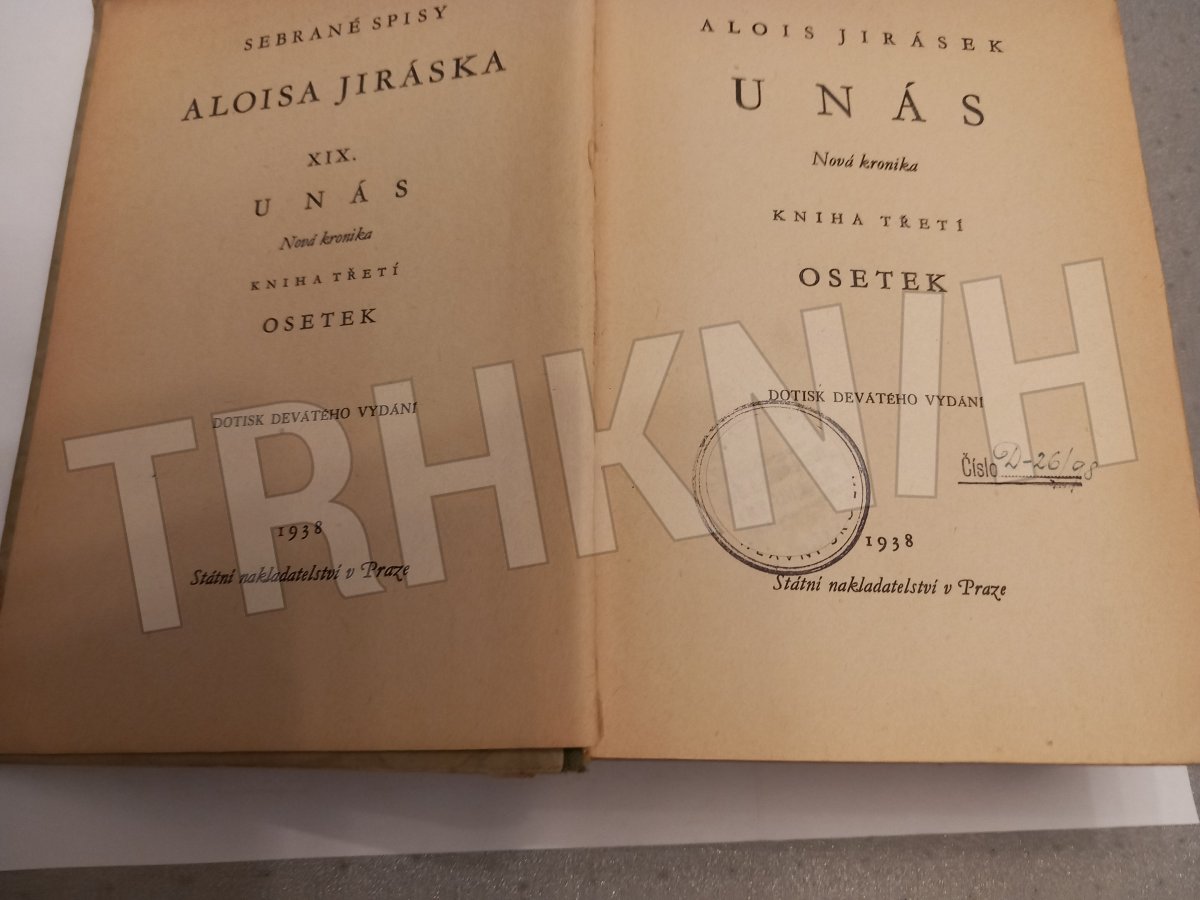 SEBRANÉ SPISY
ALOISA JIRÁSKA
XIX.
U NÁS
Nová kronika
KNIHA TŘETÍ
OSETEK
DOTISK DEVÁTÉHO VYDÁNÍ
1938
Státní nakladatelství v Praze
ALOIS JIRÁSEK
U NÁS
Nová kronika
KNIHA TŘETÍ
OSETEK
DOTISK DEVÁTÉHO VYDÁNÍ
Číslo D-26/98
1938
Státní nakladatelství v Praze
TRHKNIH